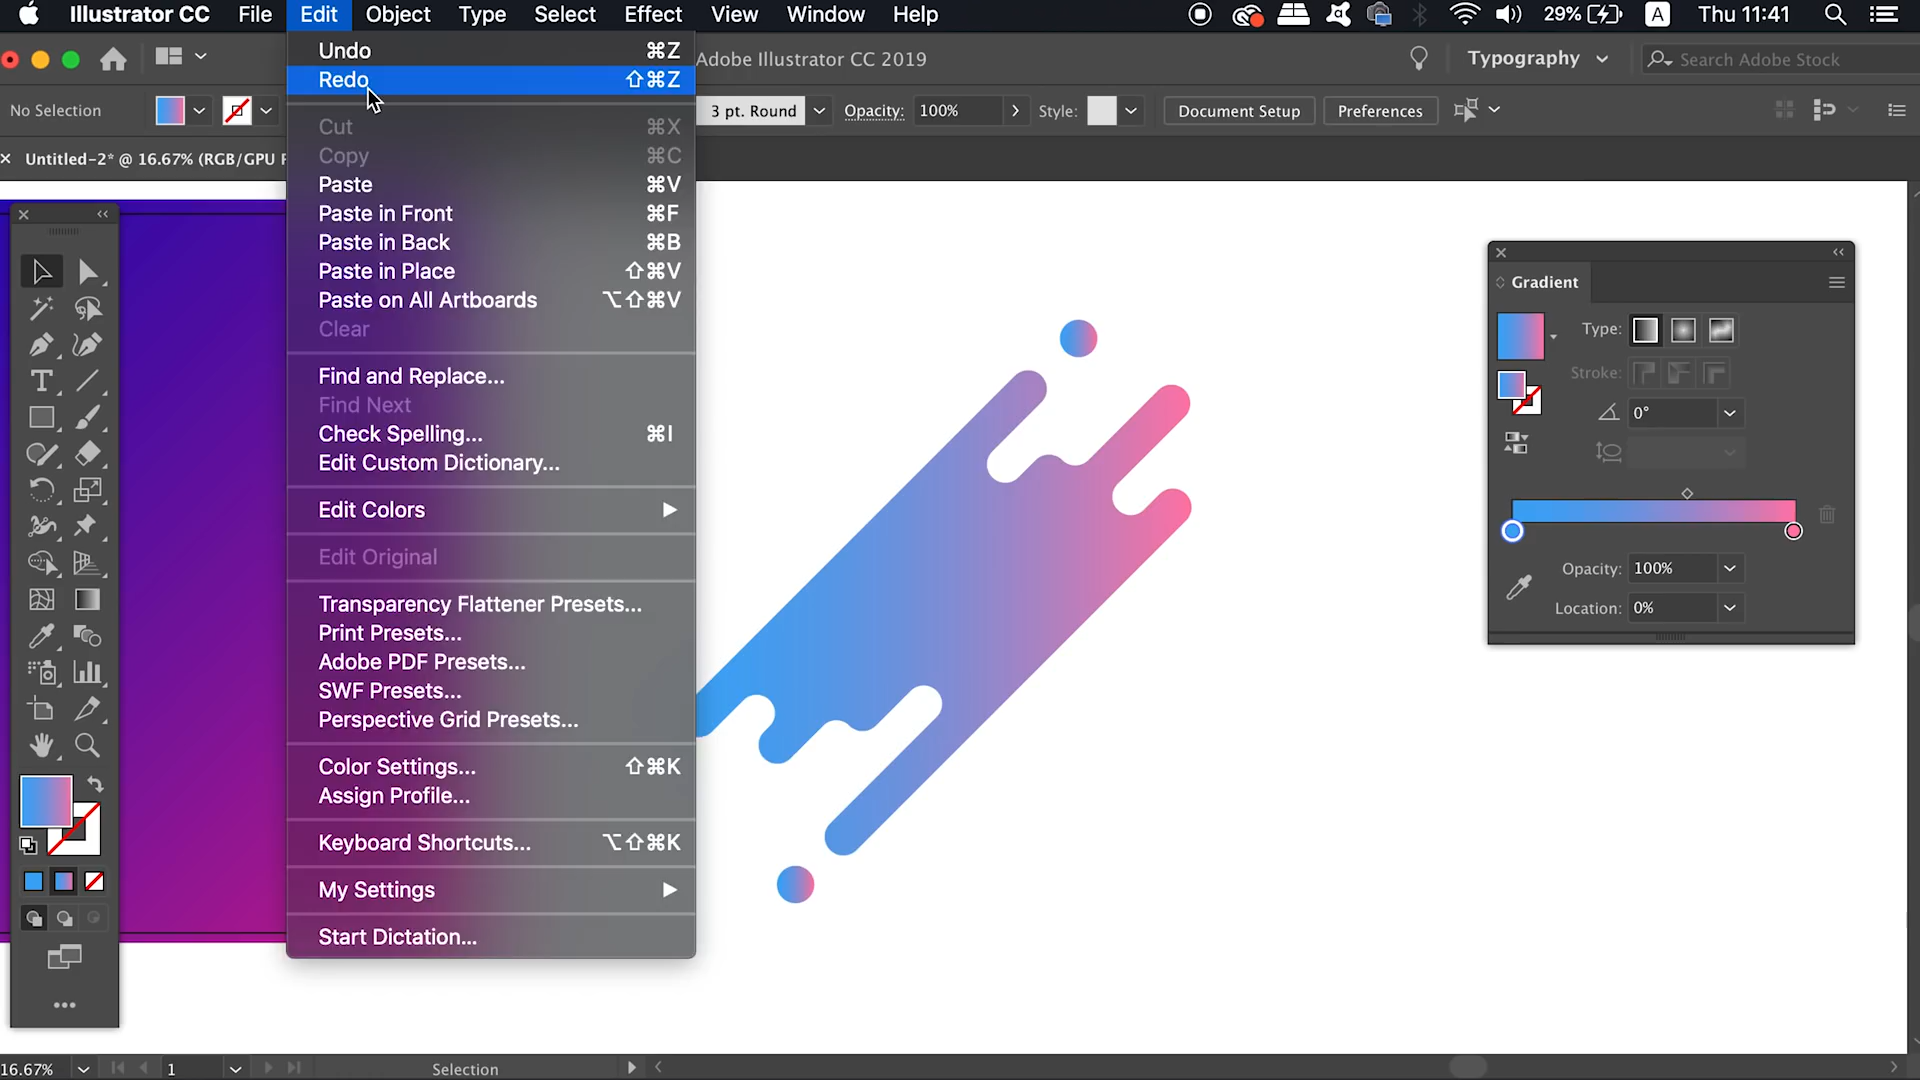 Illustrator CC File Edit Object Type Select Effect View Window Help 29% A Thu 11:41
Adobe Illustrator CC 2019 Typography Search Adobe Stock
No Selection 3 pt. Round Opacity: 100% Style: Document Setup Preferences
Untitled-2* @ 16.67% (RGB/GPU
Undo ⌘Z
Redo ⇧⌘Z
Cut ⌘X
Copy ⌘C
Paste ⌘V
Paste in Front ⌘F
Paste in Back ⌘B
Paste in Place ⇧⌘V
Paste on All Artboards ⌥⇧⌘V
Clear
Find and Replace...
Find Next
Check Spelling... ⌘I
Edit Custom Dictionary...
Edit Colors
Edit Original
Transparency Flattener Presets...
Print Presets...
Adobe PDF Presets...
SWF Presets...
Perspective Grid Presets...
Color Settings... ⇧⌘K
Assign Profile...
Keyboard Shortcuts... ⌥⇧⌘K
My Settings
Start Dictation...
Gradient
Type:
Stroke:
0°
Opacity: 100%
Location: 0%
16.67% 1 Selection